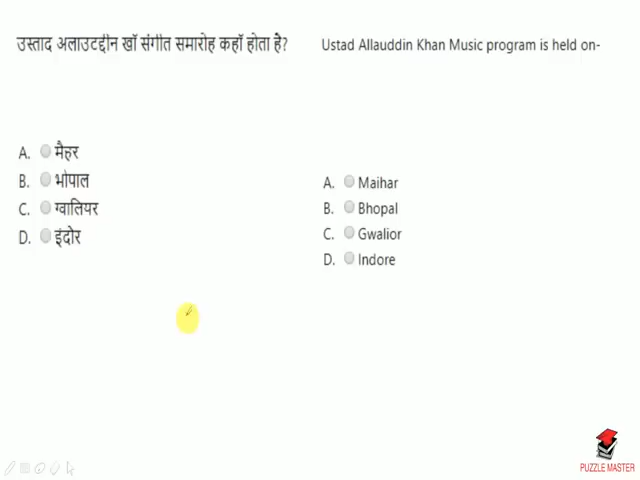 उस्ताद अलाउटद्दीन खॉ संगीत समारोह कहॉ होता है?
A. मैहर
B. भोपाल
C. ग्वालियर
D. इंदोर
Ustad Allauddin Khan Music program is held on-
A. Maihar
B. Bhopal
C. Gwalior
D. Indore
PUZZLE MASTER